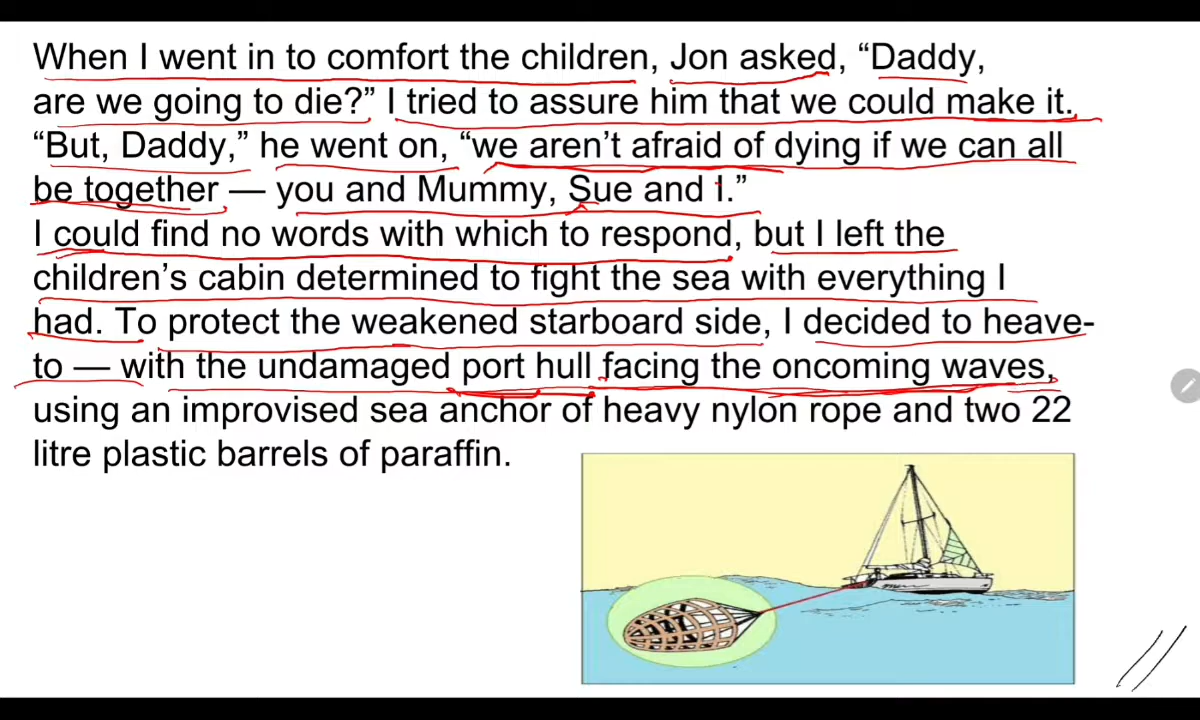 When I went in to comfort the children, Jon asked, “Daddy,
are we going to die?” I tried to assure him that we could make it.
“But, Daddy,” he went on, “we aren’t afraid of dying if we can all
be together — you and Mummy, Sue and I.”
I could find no words with which to respond, but I left the
children’s cabin determined to fight the sea with everything I
had. To protect the weakened starboard side, I decided to heave-
to — with the undamaged port hull facing the oncoming waves,
using an improvised sea anchor of heavy nylon rope and two 22
litre plastic barrels of paraffin.